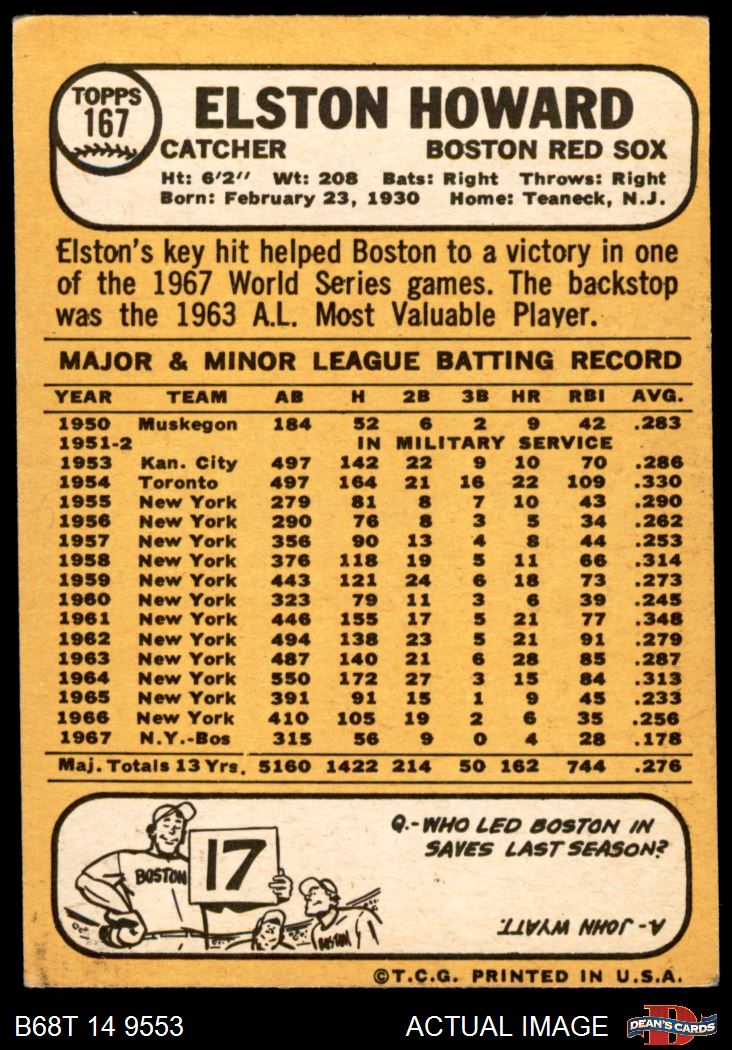 TOPPS
167
ELSTON HOWARD
CATCHER BOSTON RED SOX
Ht: 6'2" Wt: 208 Bats: Right Throws: Right
Born: February 23, 1930 Home: Teaneck, N.J.
Elston's key hit helped Boston to a victory in one
of the 1967 World Series games. The backstop
was the 1963 A.L. Most Valuable Player.
MAJOR & MINOR LEAGUE BATTING RECORD
YEAR TEAM AB H 2B 3B HR RBI AVG.
1950 Muskegon 184 52 6 2 9 42 .283
1951-2 IN MILITARY SERVICE
1953 Kan. City 497 142 22 9 10 70 .286
1954 Toronto 497 164 21 16 22 109 .330
1955 New York 279 81 8 7 10 43 .290
1956 New York 290 76 8 3 5 34 .262
1957 New York 356 90 13 4 8 44 .253
1958 New York 376 118 19 5 11 66 .314
1959 New York 443 121 24 6 18 73 .273
1960 New York 323 79 11 3 6 39 .245
1961 New York 446 155 17 5 21 77 .348
1962 New York 494 138 23 5 21 91 .279
1963 New York 487 140 21 6 28 85 .287
1964 New York 550 172 27 3 15 84 .313
1965 New York 391 91 15 1 9 45 .233
1966 New York 410 105 19 2 6 35 .256
1967 N.Y.-Bos 315 56 9 0 4 28 .178
Maj. Totals 13 Yrs. 5160 1422 214 50 162 744 .276
Q.-WHO LED BOSTON IN
SAVES LAST SEASON?
BOSTON
17
BOSTON
A.- JOHN WYATT.
©T.C.G. PRINTED IN U.S.A.
B68T 14 9553 ACTUAL IMAGE
D
DEAN'S CARDS